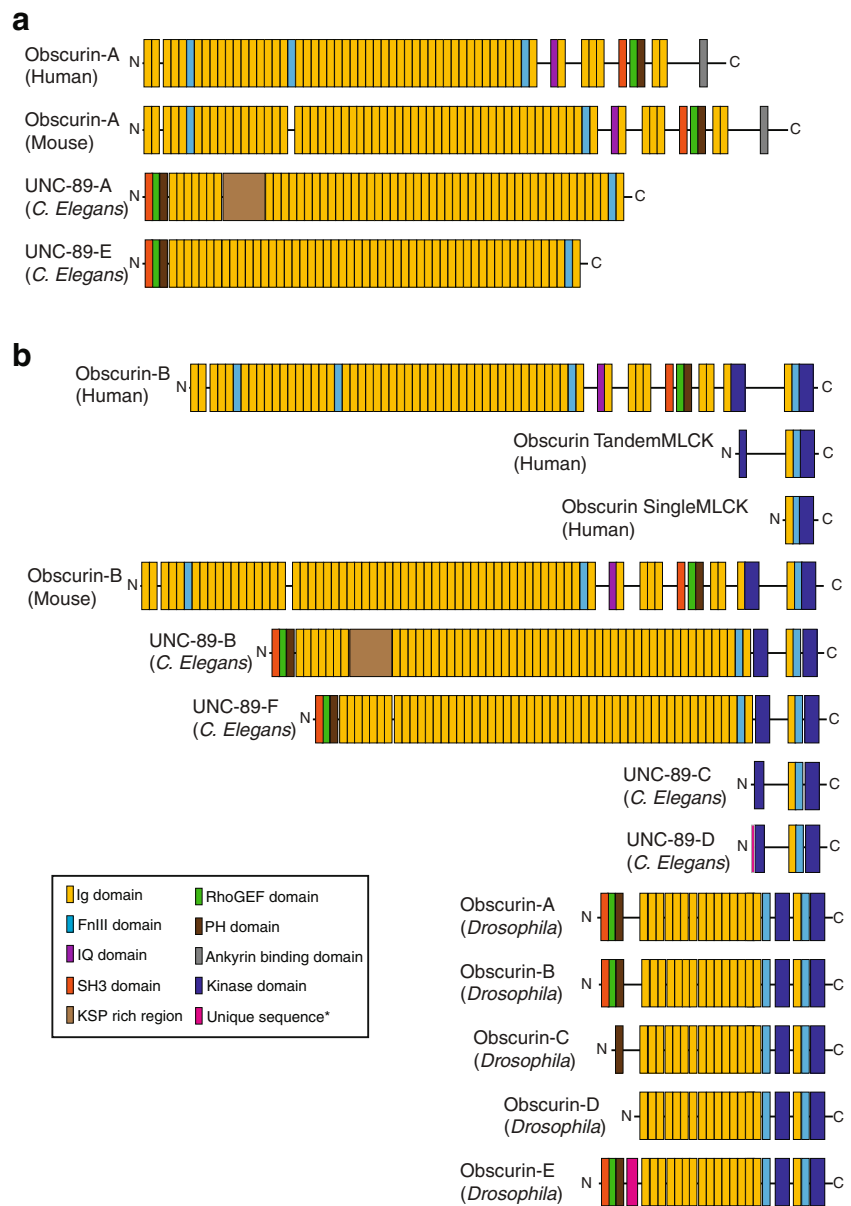 a
Obscurin-A
(Human)
N
C
Obscurin-A
(Mouse)
N
C
UNC-89-A
(C. Elegans)
N
C
UNC-89-E
(C. Elegans)
N
C
b
Obscurin-B
(Human)
N
C
Obscurin TandemMLCK
(Human)
N
C
Obscurin SingleMLCK
(Human)
N
C
Obscurin-B
(Mouse)
N
C
UNC-89-B
(C. Elegans)
N
C
UNC-89-F
(C. Elegans)
N
C
UNC-89-C
(C. Elegans)
N
C
UNC-89-D
(C. Elegans)
N
C
Ig domain
FnIII domain
IQ domain
SH3 domain
KSP rich region
RhoGEF domain
PH domain
Ankyrin binding domain
Kinase domain
Unique sequence*
Obscurin-A
(Drosophila)
N
C
Obscurin-B
(Drosophila)
N
C
Obscurin-C
(Drosophila)
N
C
Obscurin-D
(Drosophila)
N
C
Obscurin-E
(Drosophila)
N
C